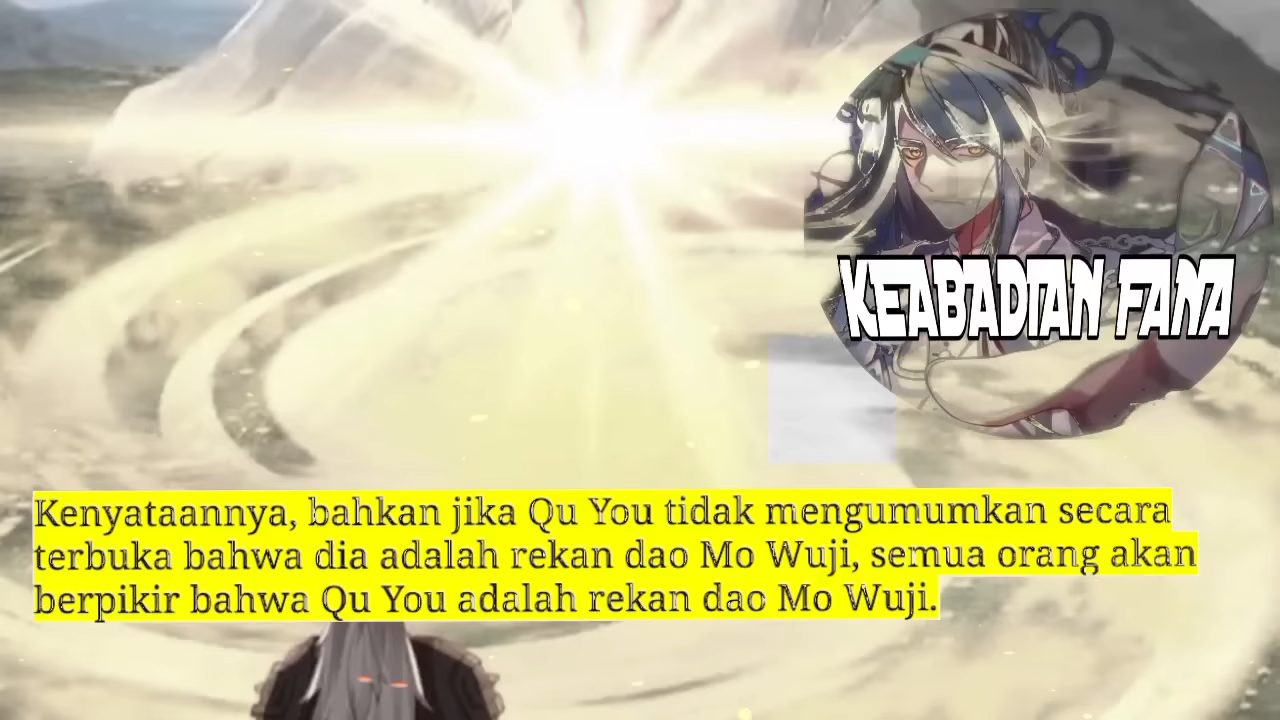 KEABADIAN FANA
Kenyataannya, bahkan jika Qu You tidak mengumumkan secara
terbuka bahwa dia adalah rekan dao Mo Wuji, semua orang akan
berpikir bahwa Qu You adalah rekan dao Mo Wuji.